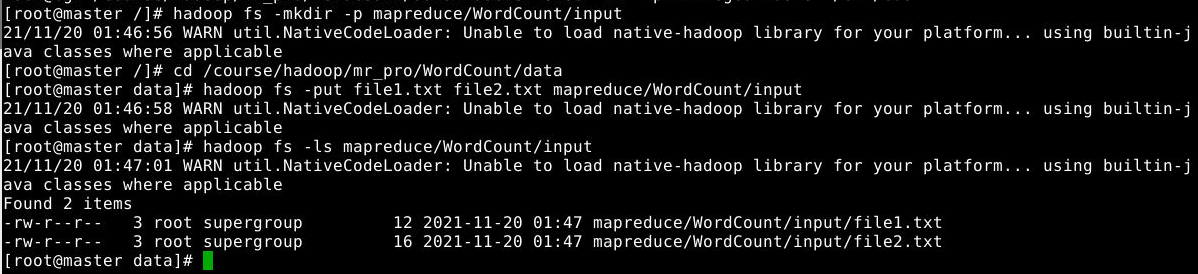 [root@master /]# hadoop fs -mkdir -p mapreduce/WordCount/input
21/11/20 01:46:56 WARN util.NativeCodeLoader: Unable to load native-hadoop library for your platform... using builtin-j
ava classes where applicable
[root@master /]# cd /course/hadoop/mr_pro/WordCount/data
[root@master data]# hadoop fs -put file1.txt file2.txt mapreduce/WordCount/input
21/11/20 01:46:58 WARN util.NativeCodeLoader: Unable to load native-hadoop library for your platform... using builtin-j
ava classes where applicable
[root@master data]# hadoop fs -ls mapreduce/WordCount/input
21/11/20 01:47:01 WARN util.NativeCodeLoader: Unable to load native-hadoop library for your platform... using builtin-j
ava classes where applicable
Found 2 items
-rw-r--r--   3 root supergroup         12 2021-11-20 01:47 mapreduce/WordCount/input/file1.txt
-rw-r--r--   3 root supergroup         16 2021-11-20 01:47 mapreduce/WordCount/input/file2.txt
[root@master data]#